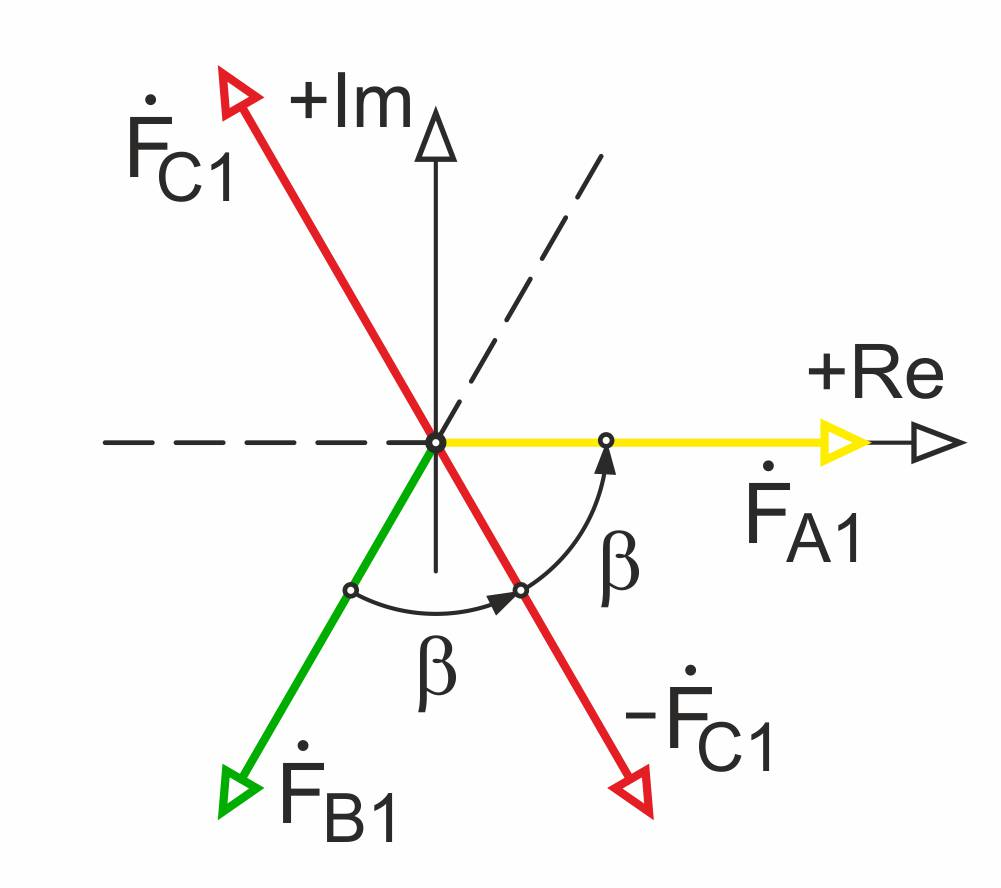 +Im
Ḟ_C1
+Re
Ḟ_A1
β
β
−Ḟ_C1
Ḟ_B1